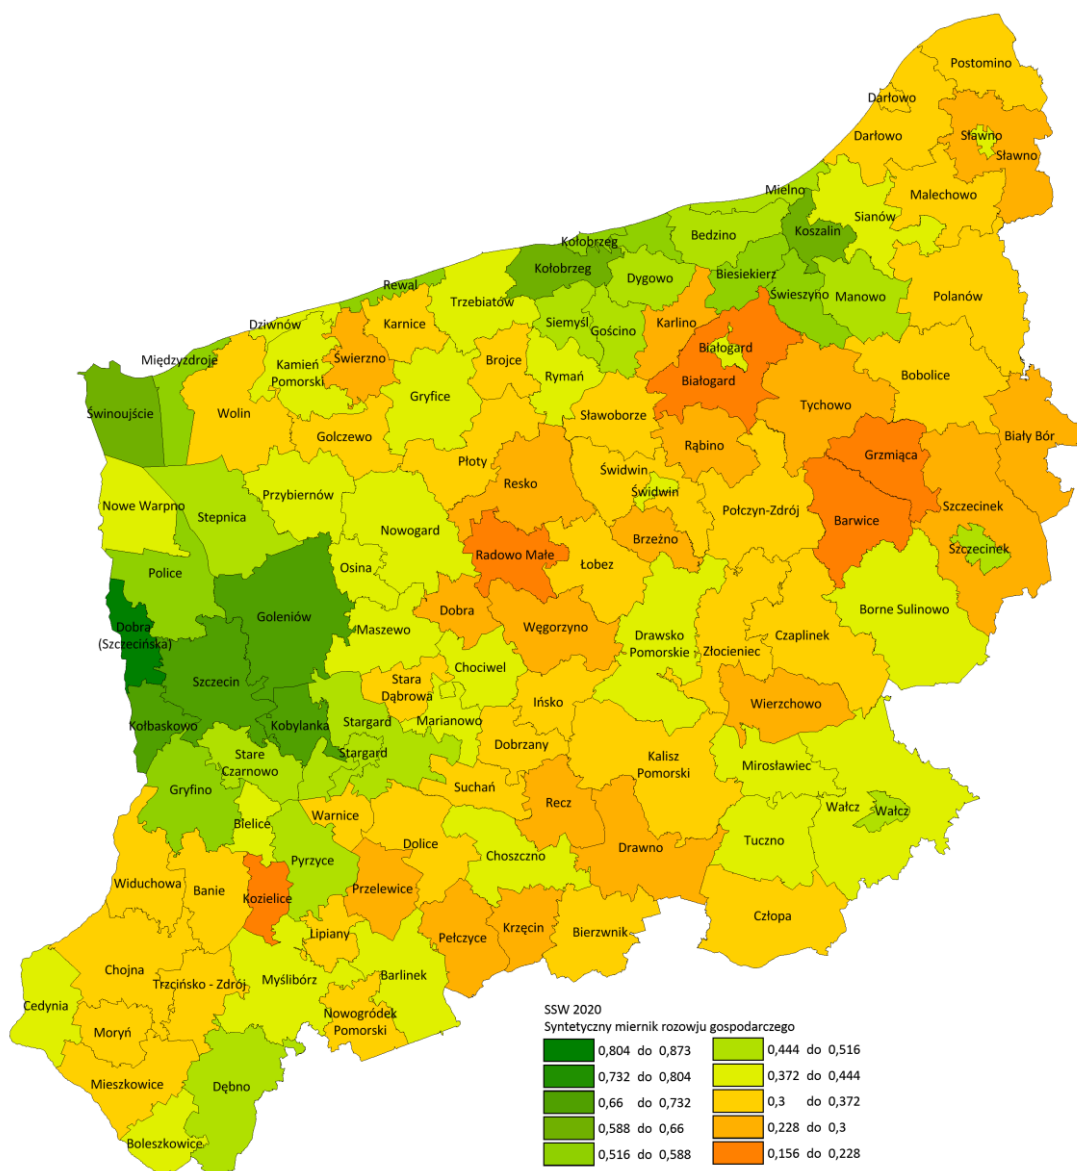 Postomino
Darłowo
Darłowo
Sławno
Sławno
Mielno
Malechowo
Sianów
Koszalin
Będzino
Kołobrzeg
Kołobrzeg
Dygowo
Biesiekierz
Świeszyno
Manowo
Polanów
Rewal
Trzebiatów
Dziwnów
Karnice
Siemyśl
Gościno
Karlino
Międzyzdroje
Kamień
Pomorski
Świerzno
Brojce
Rymań
Białogard
Białogard
Bobolice
Świnoujście
Wolin
Gryfice
Sławoborze
Tychowo
Golczewo
Rąbino
Biały Bór
Płoty
Świdwin
Grzmiąca
Resko
Świdwin
Nowe Warpno
Przybiernów
Połczyn-Zdrój
Szczecinek
Stepnica
Nowogard
Barwice
Brzeżno
Szczecinek
Radowo Małe
Police
Osina
Łobez
Goleniów
Dobra
Borne Sulinowo
Dobra
(Szczecińska)
Maszewo
Węgorzyno
Drawsko
Pomorskie
Czaplinek
Złocieniec
Chociwel
Szczecin
Stara
Dąbrowa
Ińsko
Wierzchowo
Kołbaskowo
Kobylanka
Stargard
Marianowo
Stargard
Dobrzany
Stare
Czarnowo
Kalisz
Pomorski
Mirosławiec
Gryfino
Suchań
Recz
Wałcz
Wałcz
Bielice
Warnice
Dolice
Tuczno
Pyrzyce
Choszczno
Drawno
Widuchowa
Banie
Kozielice
Przelewice
Człopa
Lipiany
Pełczyce
Krzęcin
Bierzwnik
Chojna
Trzcińsko - Zdrój
Myślibórz
Barlinek
Cedynia
Nowogródek
Pomorski
Moryń
Mieszkowice
Dębno
Boleszkowice
SSW 2020
Syntetyczny miernik rozowju gospodarczego
0,804 do 0,873 0,444 do 0,516
0,732 do 0,804 0,372 do 0,444
0,66 do 0,732 0,3 do 0,372
0,588 do 0,66 0,228 do 0,3
0,516 do 0,588 0,156 do 0,228